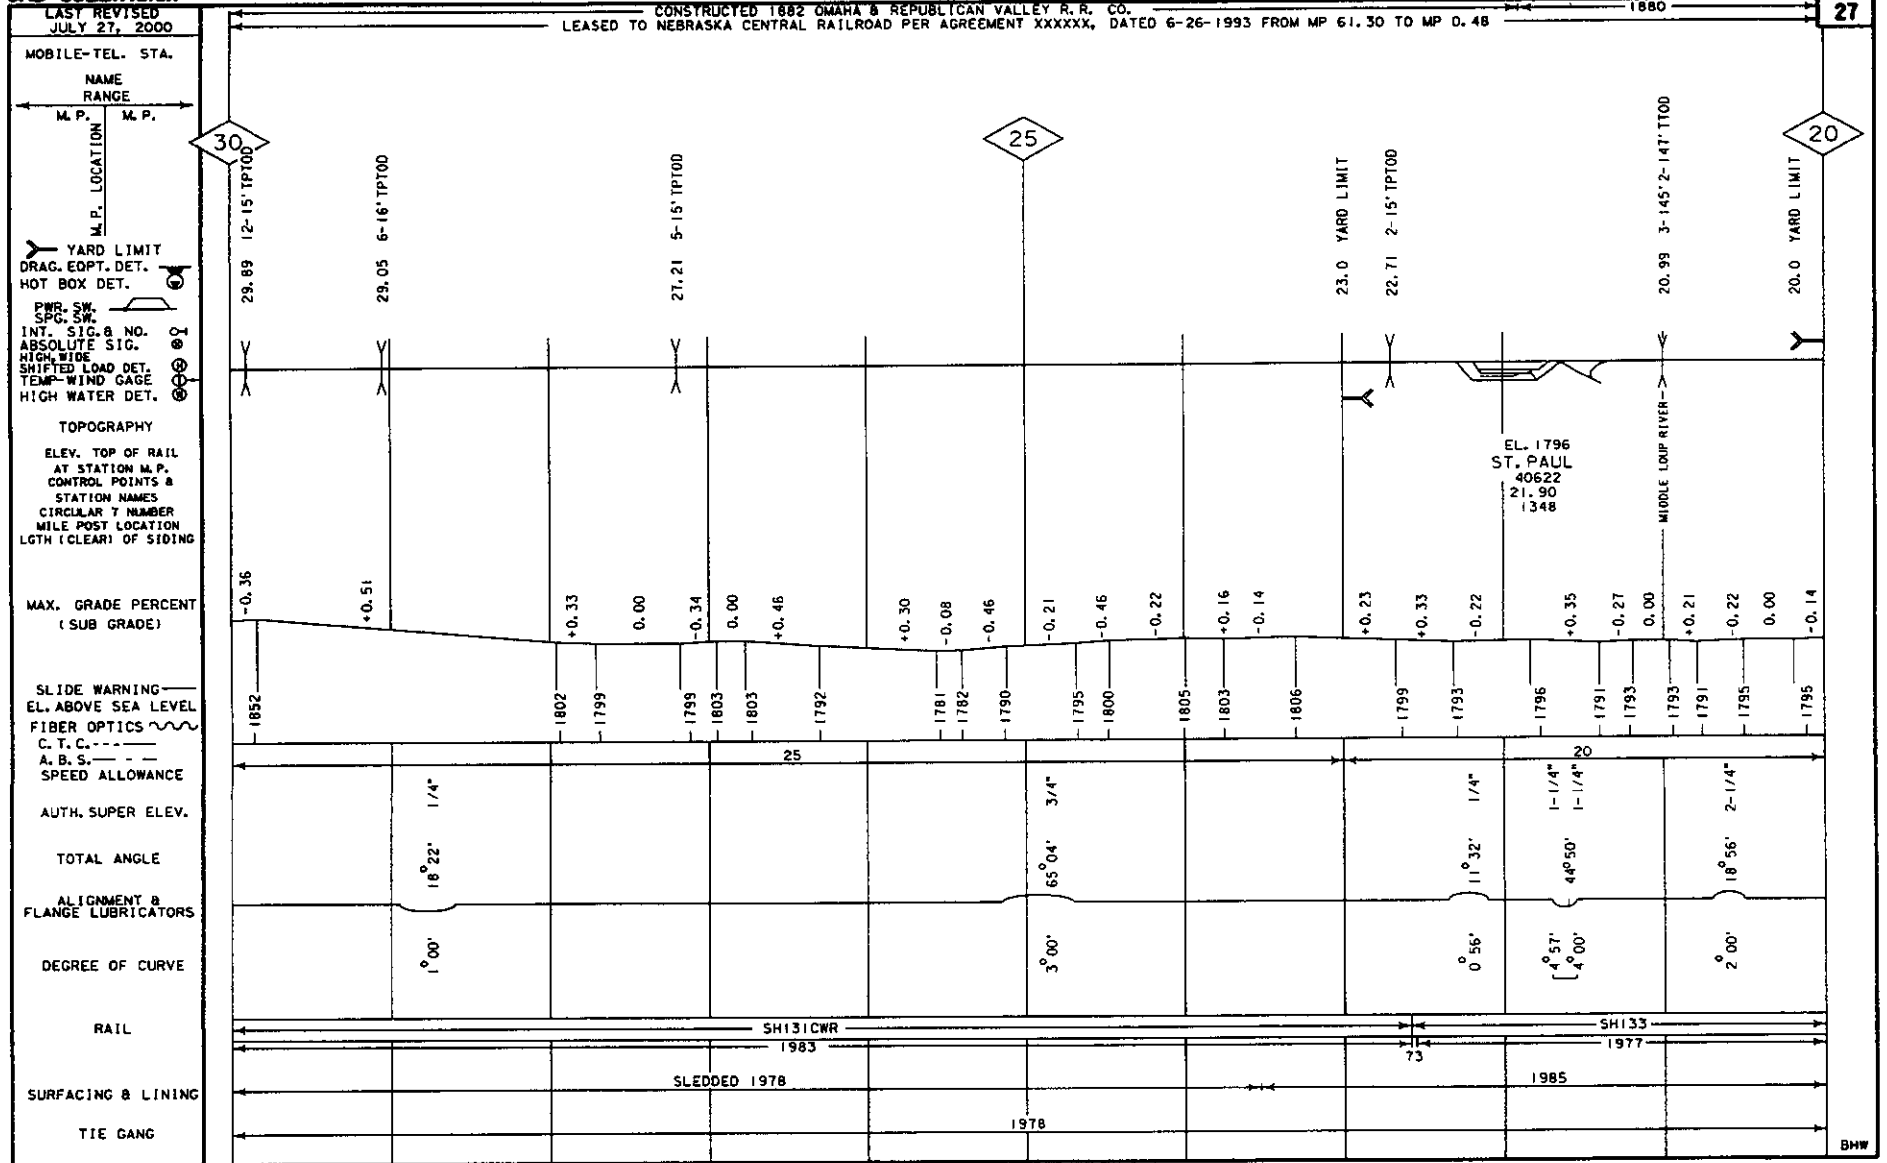 LAST REVISED
JULY 27, 2000
CONSTRUCTED 1882 OMAHA & REPUBLICAN VALLEY R. R. CO.
1880
27
LEASED TO NEBRASKA CENTRAL RAILROAD PER AGREEMENT XXXXXX, DATED 6-26-1993 FROM MP 61.30 TO MP 0.48
MOBILE-TEL. STA.
NAME
RANGE
M. P. M. P.
M.P. LOCATION
30
25
20
29.89 12-15' TPTOD
29.05 6-16' TPTOD
27.21 5-15' TPTOD
23.0 YARD LIMIT
22.71 2-15' TPTOD
20.99 3-145' 2-147' TTOD
20.0 YARD LIMIT
YARD LIMIT
DRAG. EQPT. DET.
HOT BOX DET.
PWR. SW.
SPG. SW.
INT. SIG. & NO.
ABSOLUTE SIG.
HIGH, WIDE
SHIFTED LOAD DET.
TEMP-WIND GAGE
HIGH WATER DET.
TOPOGRAPHY
ELEV. TOP OF RAIL
AT STATION M. P.
CONTROL POINTS &
STATION NAMES
CIRCULAR 7 NUMBER
MILE POST LOCATION
LGTH (CLEAR) OF SIDING
EL. 1796
ST. PAUL
40622
21.90
1348
MIDDLE LOUP RIVER
MAX. GRADE PERCENT
(SUB GRADE)
-0.36 +0.51 +0.33 0.00 -0.34 0.00 +0.46 +0.30 -0.08 -0.46 -0.21 -0.46 -0.22 +0.16 -0.14 +0.23 +0.33 -0.22 +0.35 -0.27 0.00 +0.21 -0.22 0.00 -0.14
SLIDE WARNING
EL. ABOVE SEA LEVEL
1852 1802 1799 1799 1803 1803 1792 1781 1782 1790 1795 1800 1805 1803 1806 1799 1793 1796 1791 1793 1793 1791 1795 1795
FIBER OPTICS
C. T. C.
A. B. S.
SPEED ALLOWANCE
25 20
AUTH. SUPER ELEV.
1/4" 3/4" 1/4" 1-1/4" 1-1/4" 2-1/4"
TOTAL ANGLE
18°22' 65°04' 11°32' 44°50' 18°56'
ALIGNMENT &
FLANGE LUBRICATORS
DEGREE OF CURVE
1°00' 3°00' 0°56' 4°57' 4°00' 2°00'
RAIL
SH131CWR SH133
1983 73 1977
SURFACING & LINING
SLEDDED 1978 1985
TIE GANG
1978
BHW